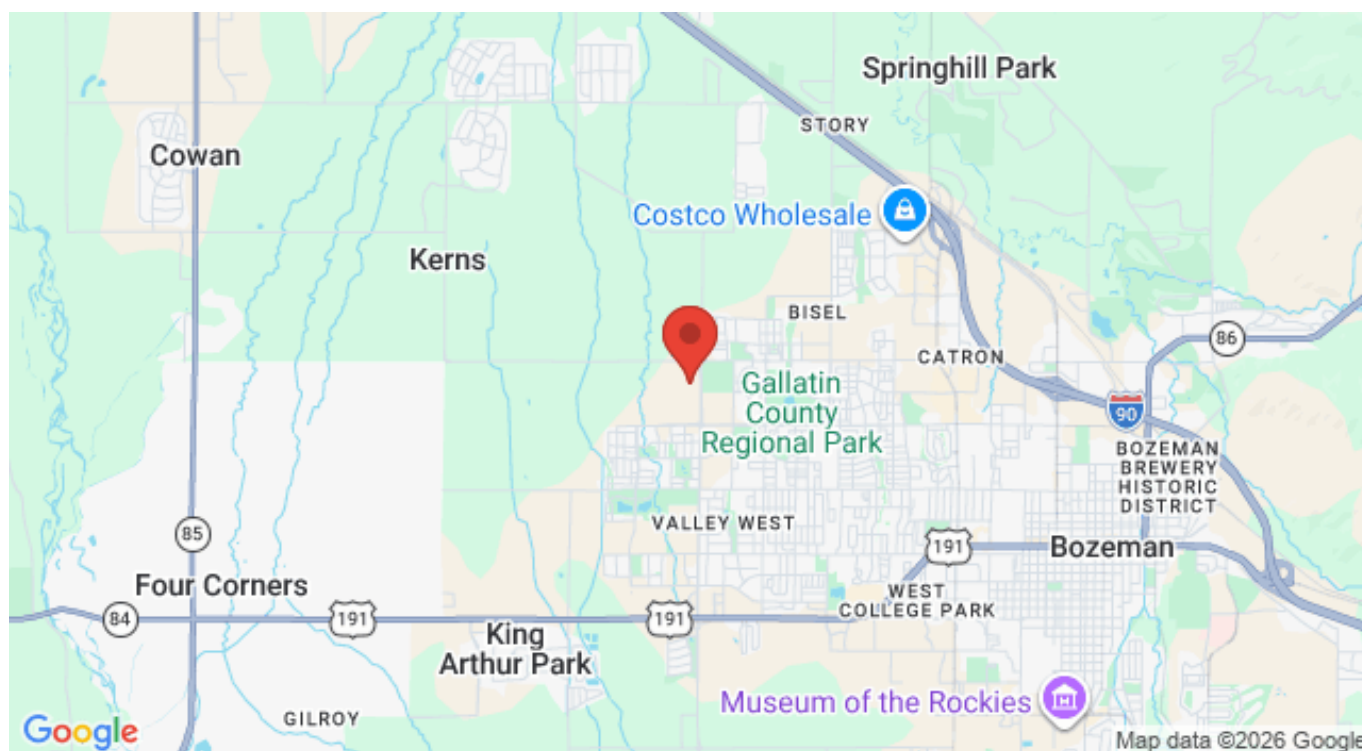 Springhill Park
STORY
Cowan
Costco Wholesale
Kerns
BISEL
86
CATRON
Gallatin
County
Regional Park
90
BOZEMAN
BREWERY
HISTORIC
DISTRICT
VALLEY WEST
85
191
Bozeman
Four Corners
WEST
COLLEGE PARK
84
191
191
King
Arthur Park
Museum of the Rockies
GILROY
Google
Map data ©2026 Google